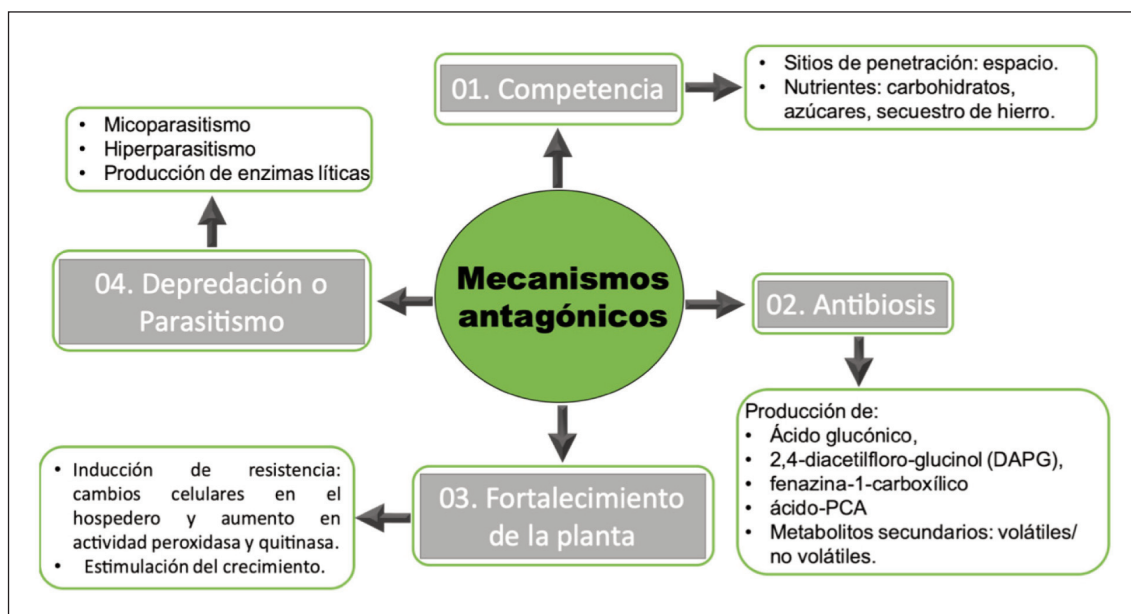 Mecanismos
antagónicos
01. Competencia
• Sitios de penetración: espacio.
• Nutrientes: carbohidratos,
azúcares, secuestro de hierro.
02. Antibiosis
Producción de:
• Ácido glucónico,
• 2,4-diacetilfloro-glucinol (DAPG),
• fenazina-1-carboxílico
• ácido-PCA
• Metabolitos secundarios: volátiles/
no volátiles.
03. Fortalecimiento
de la planta
• Inducción de resistencia:
cambios celulares en el
hospedero y aumento en
actividad peroxidasa y quitinasa.
• Estimulación del crecimiento.
04. Depredación o
Parasitismo
• Micoparasitismo
• Hiperparasitismo
• Producción de enzimas líticas